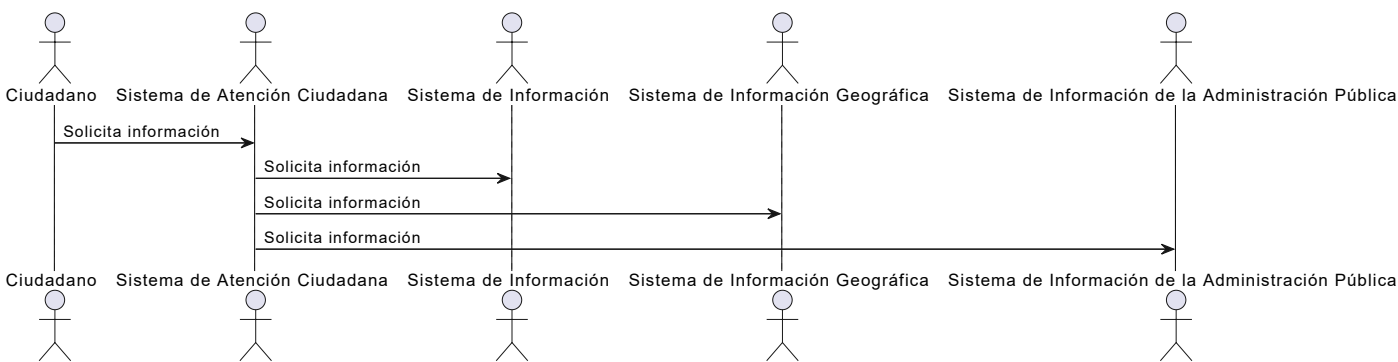 Ciudadano Sistema de Atención Ciudadana Sistema de Información Sistema de Información Geográfica Sistema de Información de la Administración Pública
Solicita información
Solicita información
Solicita información
Solicita información
Ciudadano Sistema de Atención Ciudadana Sistema de Información Sistema de Información Geográfica Sistema de Información de la Administración Pública